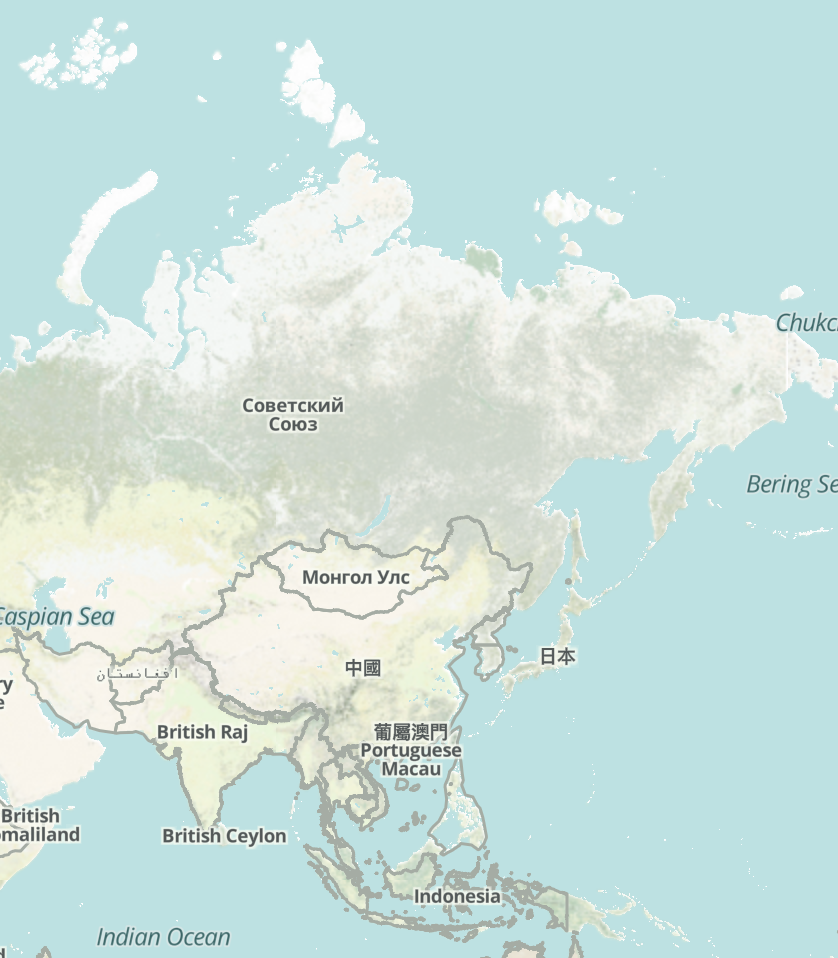 Chukc
Советский
Союз
Bering Se
Монгол Улс
Caspian Sea
日本
中國
افغانستان
ry
e
British Raj
葡屬澳門
Portuguese
Macau
British
omaliland
British Ceylon
Indonesia
Indian Ocean
d